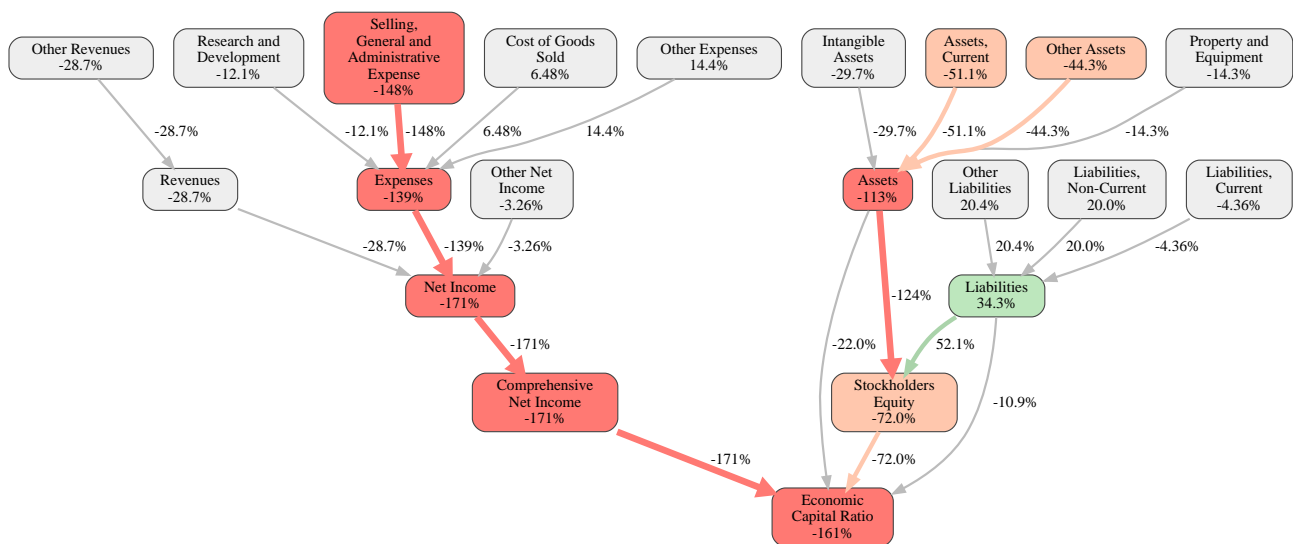 Other Revenues
-28.7%
Research and
Development
-12.1%
Selling,
General and
Administrative
Expense
-148%
Cost of Goods
Sold
6.48%
Other Expenses
14.4%
Intangible
Assets
-29.7%
Assets,
Current
-51.1%
Other Assets
-44.3%
Property and
Equipment
-14.3%
-28.7%
-12.1%
-148%
6.48%
14.4%
-29.7%
-51.1%
-44.3%
-14.3%
Revenues
-28.7%
Expenses
-139%
Other Net
Income
-3.26%
Assets
-113%
Other
Liabilities
20.4%
Liabilities,
Non-Current
20.0%
Liabilities,
Current
-4.36%
-28.7%
-139%
-3.26%
20.4%
20.0%
-4.36%
Net Income
-171%
Liabilities
34.3%
-124%
-171%
-22.0%
52.1%
Comprehensive
Net Income
-171%
Stockholders
Equity
-72.0%
-10.9%
-171%
-72.0%
Economic
Capital Ratio
-161%